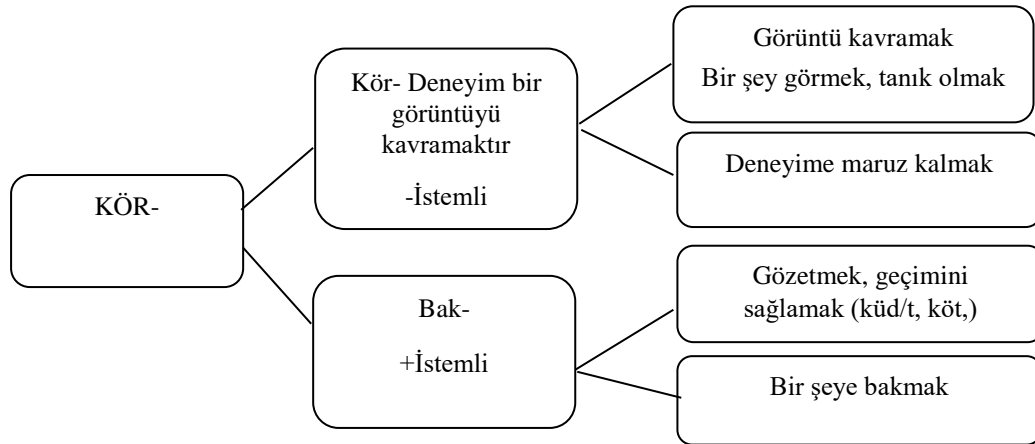 KÖR-
Kör- Deneyim bir
görüntüyü
kavramaktır
-İstemli
Görüntü kavramak
Bir şey görmek, tanık olmak
Deneyime maruz kalmak
Bak-
+İstemli
Gözetmek, geçimini
sağlamak (küd/t, köt,)
Bir şeye bakmak